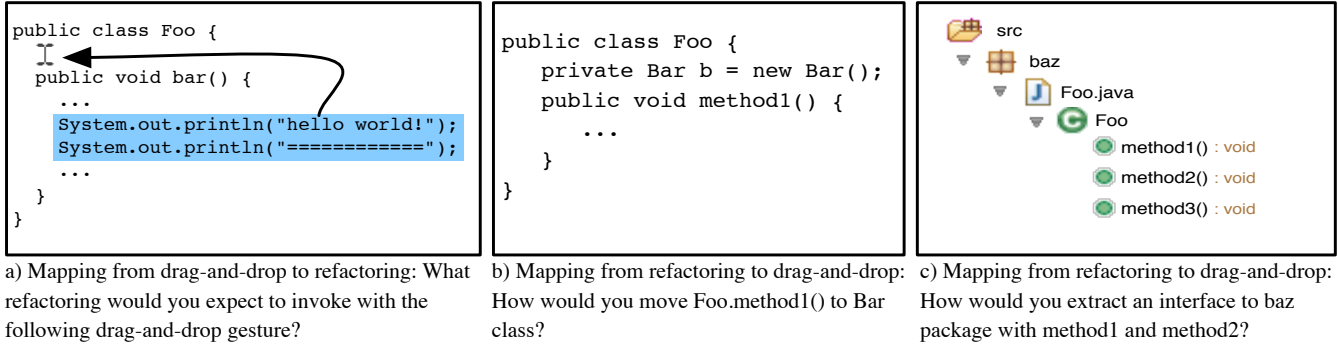 public class Foo {
public void bar() {
...
System.out.println("hello world!");
System.out.println("============");
...
}
}
a) Mapping from drag-and-drop to refactoring: What
refactoring would you expect to invoke with the
following drag-and-drop gesture?
public class Foo {
private Bar b = new Bar();
public void method1() {
...
}
}
b) Mapping from refactoring to drag-and-drop:
How would you move Foo.method1() to Bar
class?
src
baz
J Foo.java
C Foo
method1() : void
method2() : void
method3() : void
c) Mapping from refactoring to drag-and-drop:
How would you extract an interface to baz
package with method1 and method2?